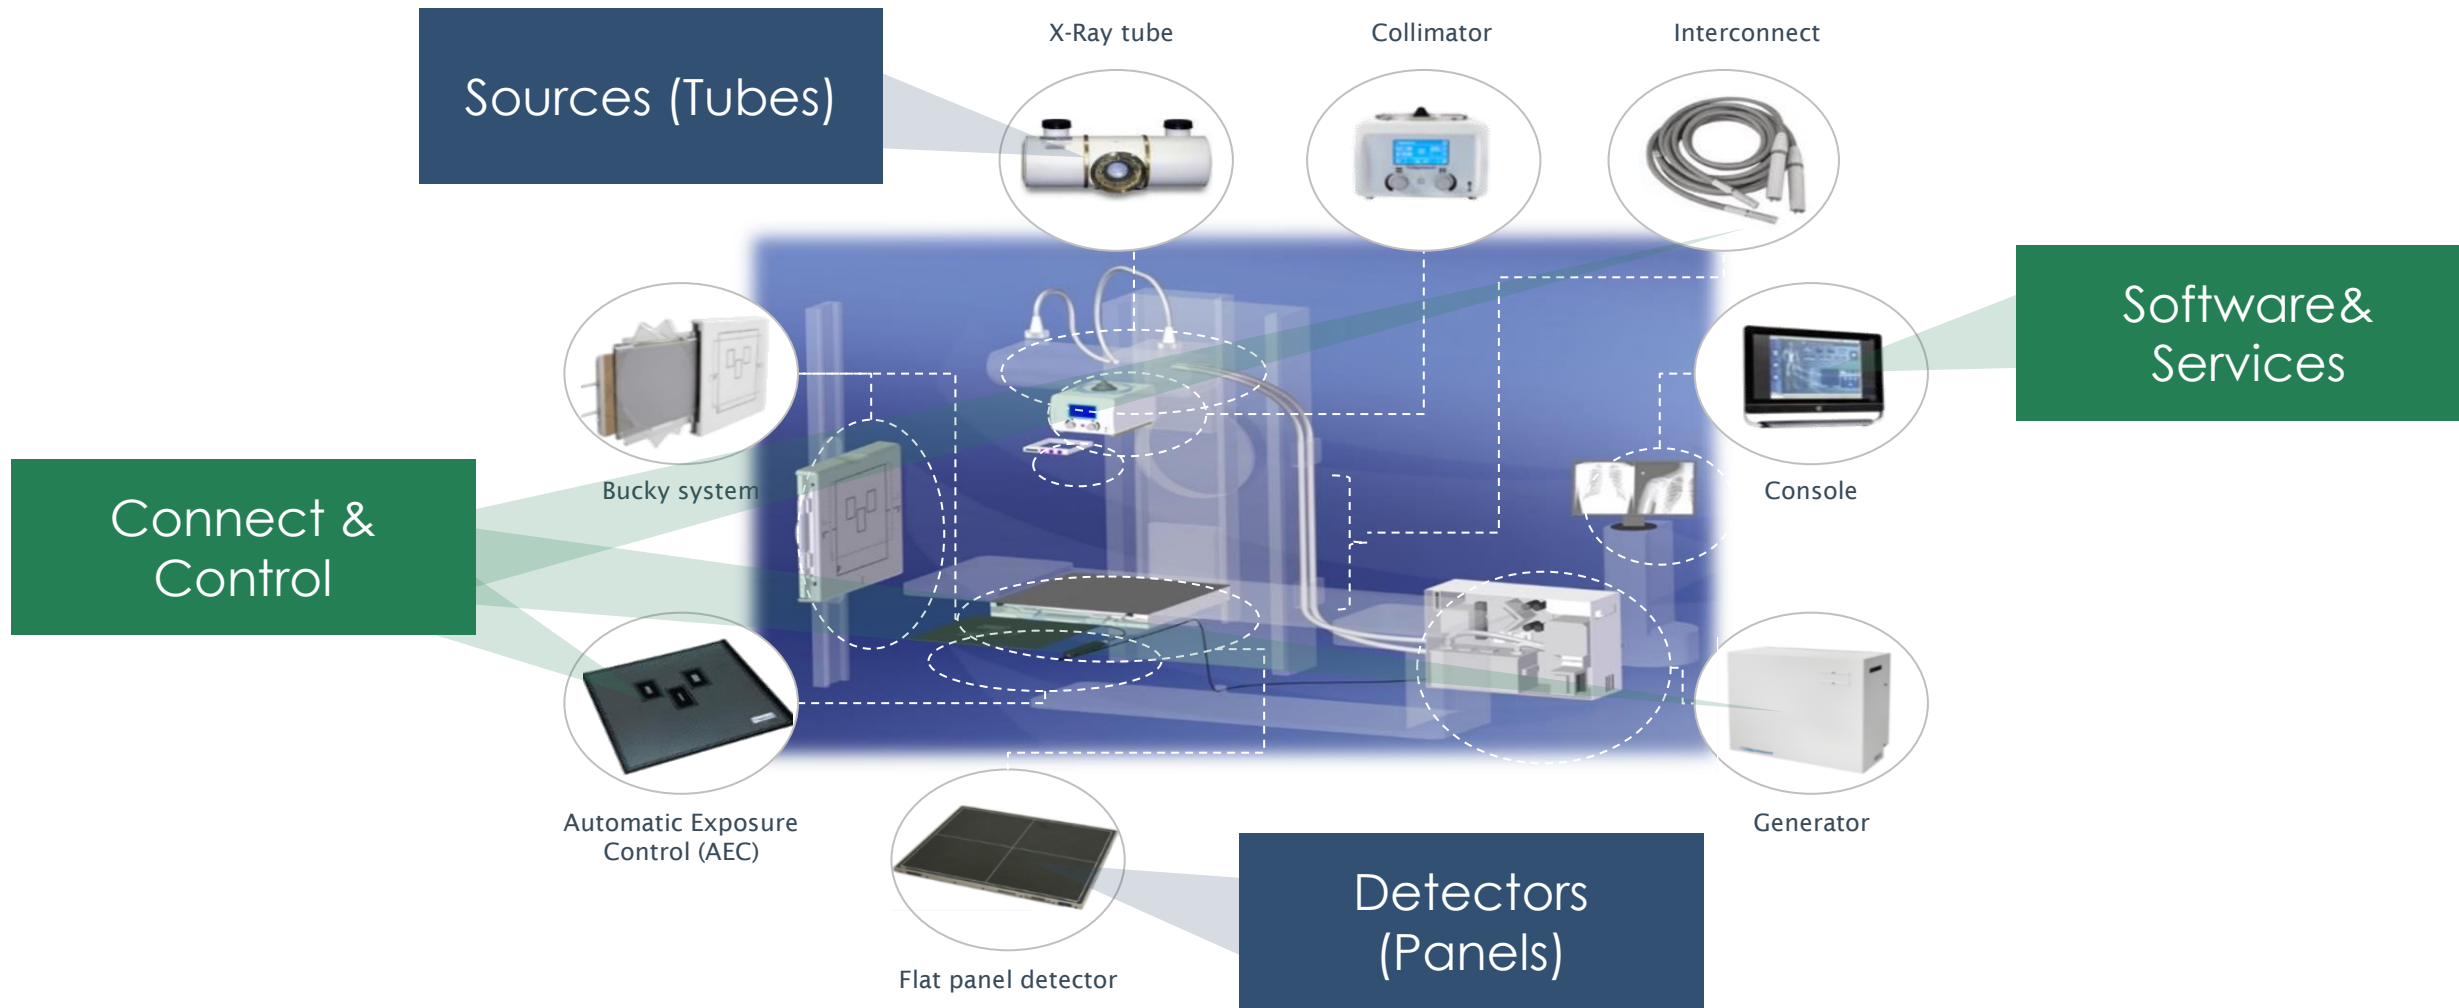 X-Ray tube
Collimator
Interconnect
Sources (Tubes)
Software&
Services
Bucky system
Console
Connect &
Control
Automatic Exposure
Control (AEC)
Generator
Detectors
(Panels)
Flat panel detector